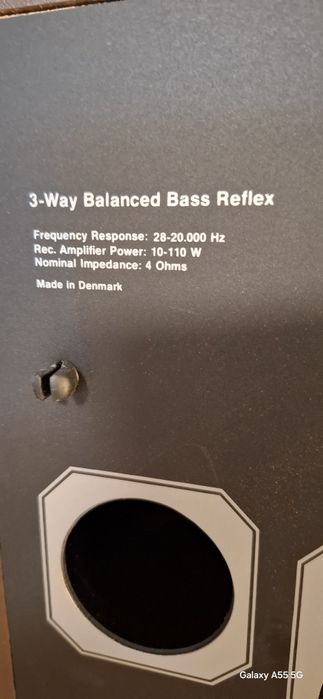 3-Way Balanced Bass Reflex
Frequency Response: 28-20.000 Hz
Rec. Amplifier Power: 10-110 W
Nominal Impedance: 4 Ohms
Made in Denmark
Galaxy A55 5G